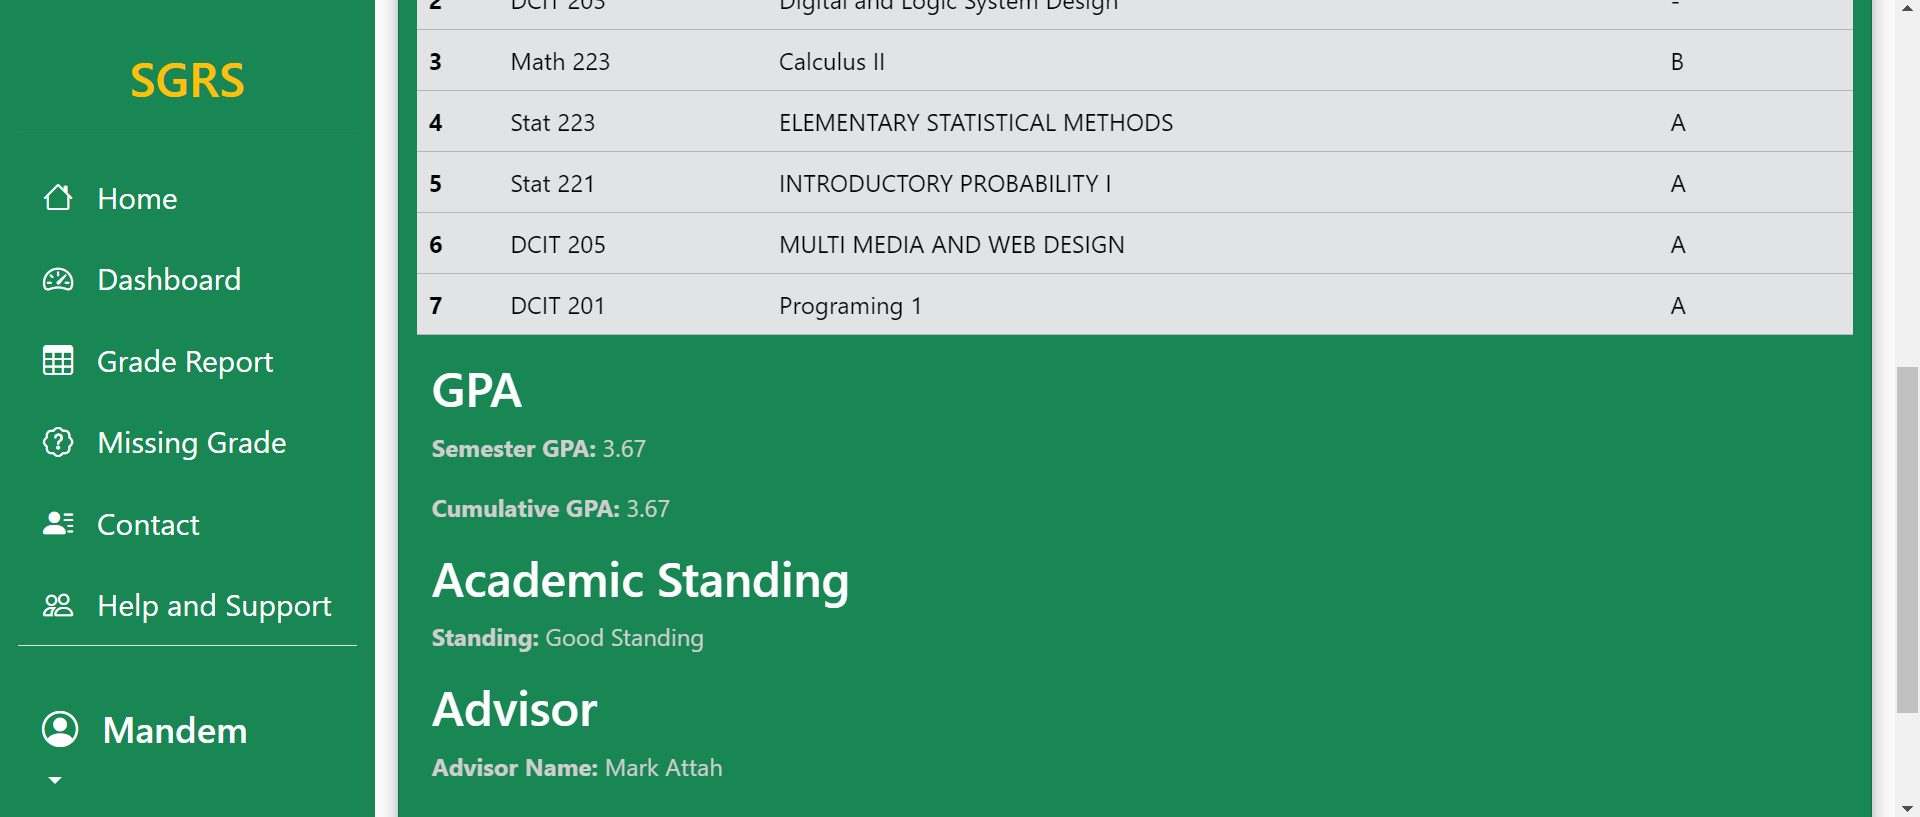 SGRS
Home
Dashboard
Grade Report
Missing Grade
Contact
Help and Support
Mandem
2 DCIT 203 Digital and Logic System Design -
3 Math 223 Calculus II B
4 Stat 223 ELEMENTARY STATISTICAL METHODS A
5 Stat 221 INTRODUCTORY PROBABILITY I A
6 DCIT 205 MULTI MEDIA AND WEB DESIGN A
7 DCIT 201 Programing 1 A
GPA
Semester GPA: 3.67
Cumulative GPA: 3.67
Academic Standing
Standing: Good Standing
Advisor
Advisor Name: Mark Attah